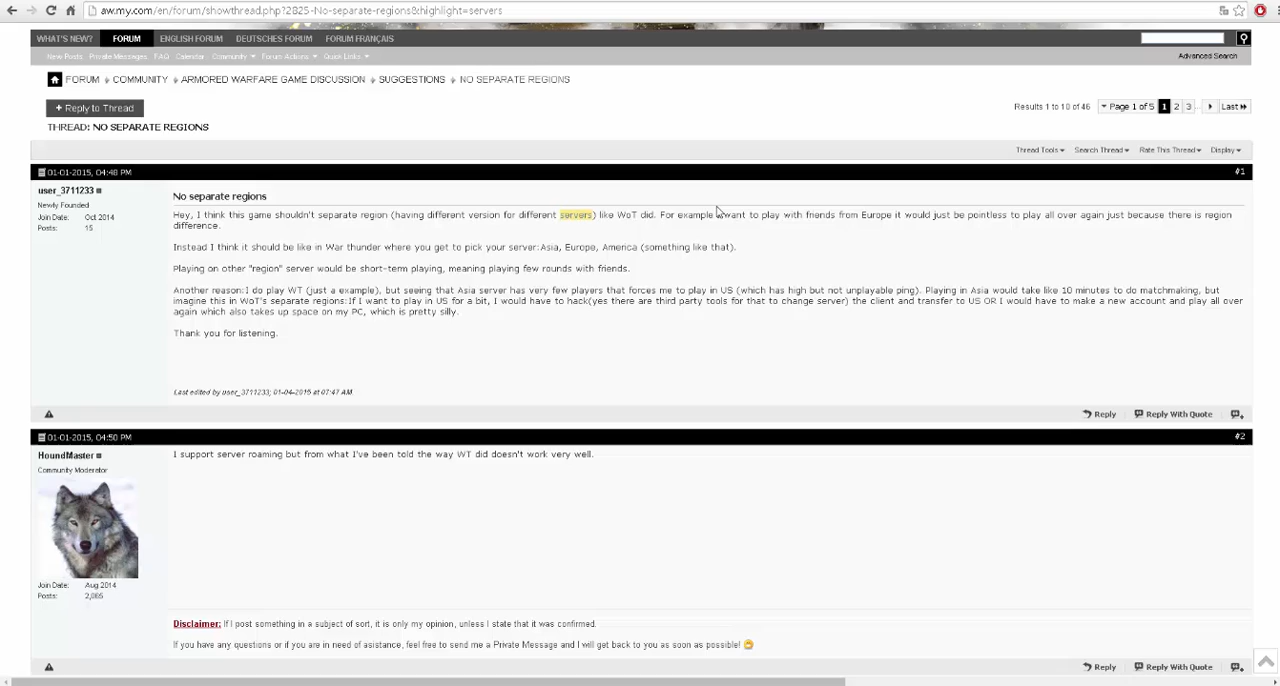 aw.my.com/en/forum/showthread.php?2825-No-separate-regions&highlight=servers
WHAT'S NEW? FORUM ENGLISH FORUM DEUTSCHES FORUM FORUM FRANÇAIS
New Posts Private Messages FAQ Calendar Community Forum Actions Quick Links Advanced Search
FORUM COMMUNITY ARMORED WARFARE GAME DISCUSSION SUGGESTIONS NO SEPARATE REGIONS
+ Reply to Thread Results 1 to 10 of 46 Page 1 of 5 1 2 3 ... Last
THREAD: NO SEPARATE REGIONS
Thread Tools Search Thread Rate This Thread Display
01-01-2015, 04:48 PM #1
user_3711233
Newly Founded
Join Date: Oct 2014
Posts: 15
No separate regions
Hey, I think this game shouldn't separate region (having different version for different servers) like WoT did. For example want to play with friends from Europe it would just be pointless to play all over again just because there is region
difference.
Instead I think it should be like in War thunder where you get to pick your server:Asia, Europe, America (something like that).
Playing on other "region" server would be short-term playing, meaning playing few rounds with friends.
Another reason:I do play WT (just a example), but seeing that Asia server has very few players that forces me to play in US (which has high but not unplayable ping). Playing in Asia would take like 10 minutes to do matchmaking, but
imagine this in WoT's separate regions:If I want to play in US for a bit, I would have to hack(yes there are third party tools for that to change server) the client and transfer to US OR I would have to make a new account and play all over
again which also takes up space on my PC, which is pretty silly.
Thank you for listening.
Last edited by user_3711233; 01-04-2015 at 07:47 AM.
Reply Reply With Quote
01-01-2015, 04:50 PM #2
HoundMaster
Community Moderator
Join Date: Aug 2014
Posts: 2,065
I support server roaming but from what I've been told the way WT did doesn't work very well.
Disclaimer: If I post something in a subject of sort, it is only my opinion, unless I state that it was confirmed.
If you have any questions or if you are in need of asistance, feel free to send me a Private Message and I will get back to you as soon as possible!
Reply Reply With Quote